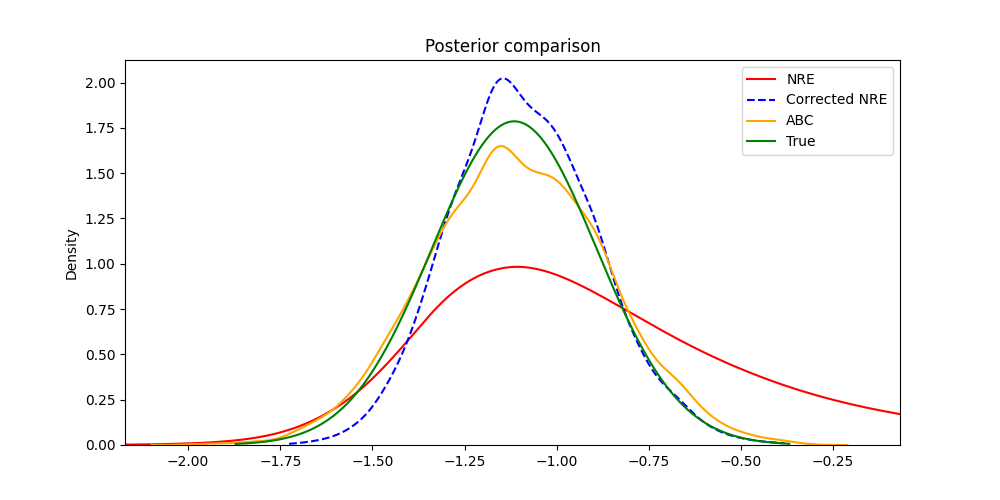 Posterior comparison
NRE
Corrected NRE
ABC
True
Density
2.00
1.75
1.50
1.25
1.00
0.75
0.50
0.25
0.00
−2.00 −1.75 −1.50 −1.25 −1.00 −0.75 −0.50 −0.25